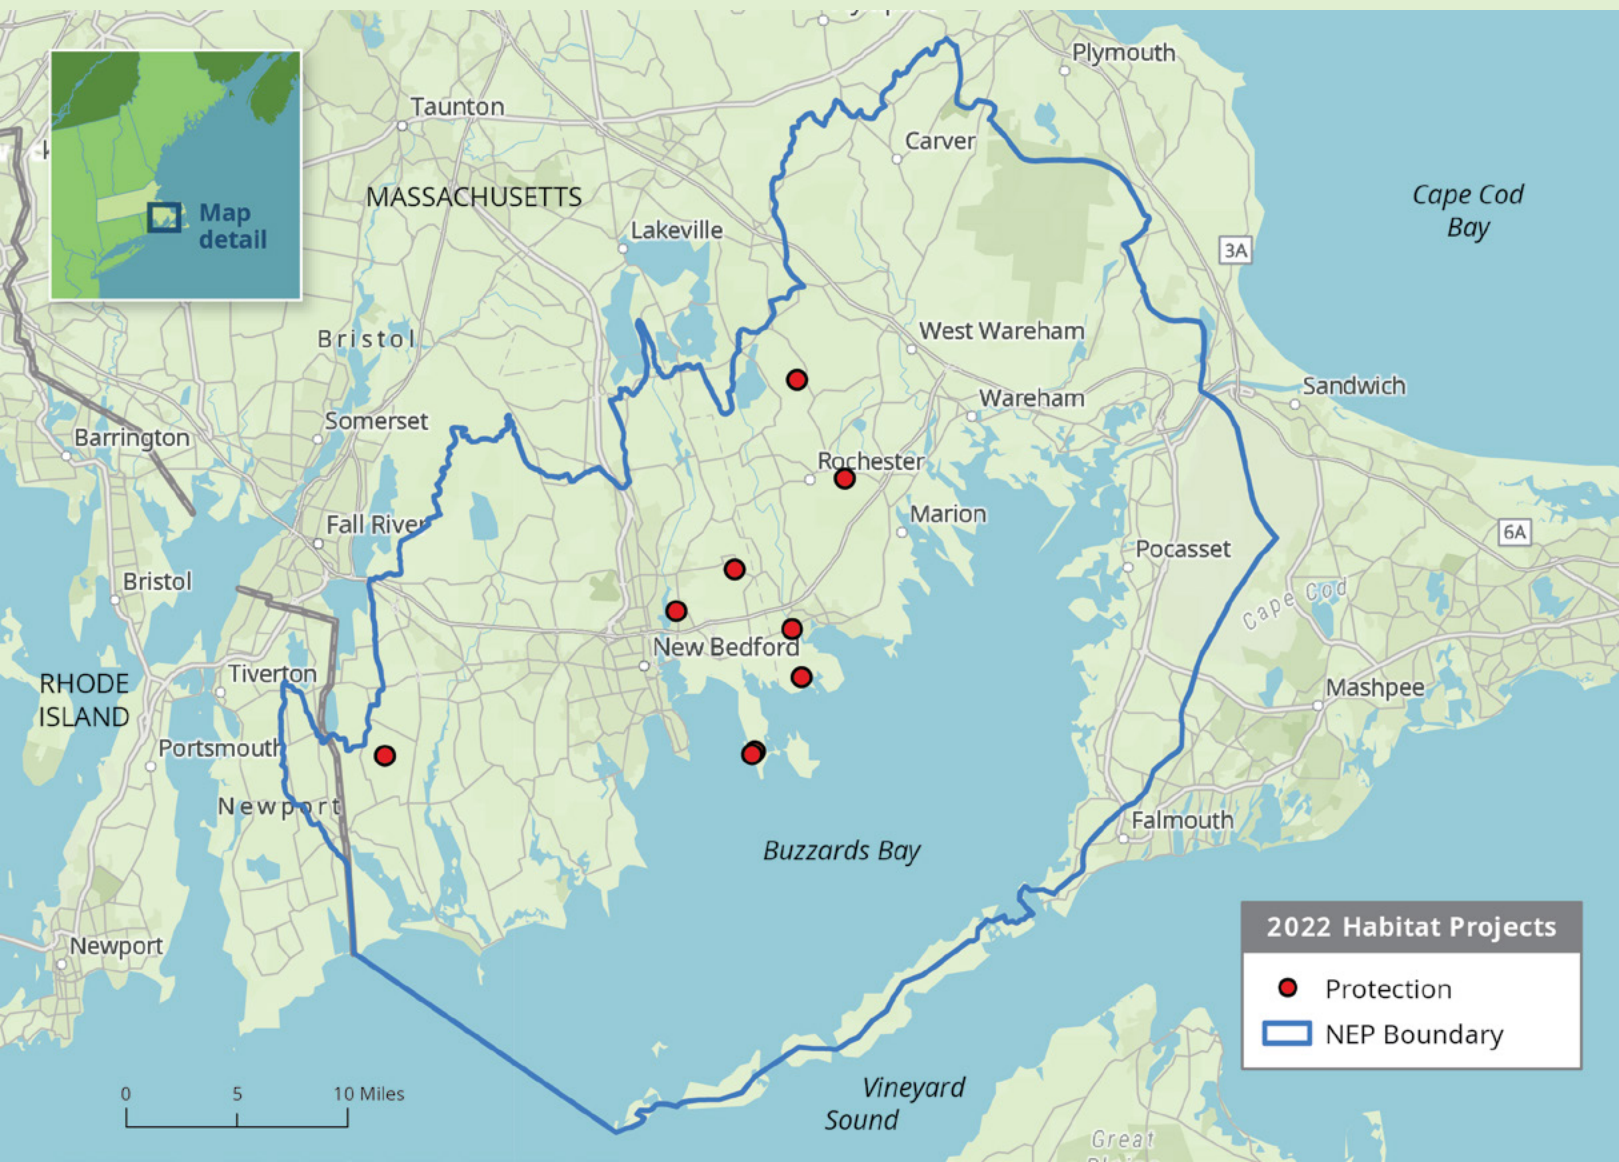 Plymouth
Taunton
Carver
MASSACHUSETTS
Map
detail
Cape Cod
Bay
Lakeville
3A
Bristol
West Wareham
Sandwich
Wareham
Somerset
Barrington
Rochester
Marion
Fall River
6A
Pocasset
Bristol
Cape Cod
New Bedford
Tiverton
RHODE
ISLAND
Mashpee
Portsmouth
Newport
Falmouth
Buzzards Bay
2022 Habitat Projects
Newport
Protection
NEP Boundary
0 5 10 Miles
Vineyard
Sound
Great